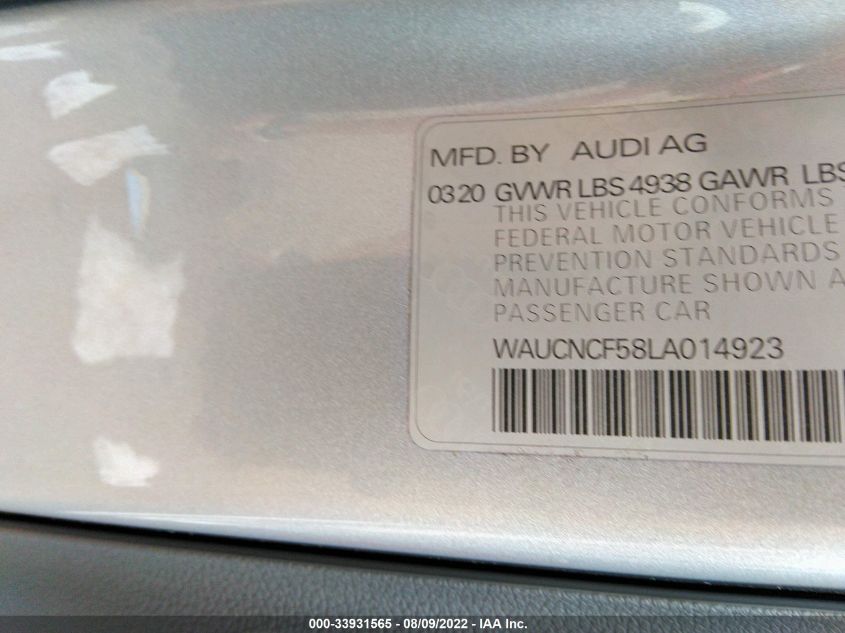 MFD. BY AUDI AG
0320 GVWR LBS 4938 GAWR LBS
THIS VEHICLE CONFORMS
FEDERAL MOTOR VEHICLE
PREVENTION STANDARDS
MANUFACTURE SHOWN A
PASSENGER CAR
WAUCNCF58LA014923
000-33931565 - 08/09/2022 - IAA Inc.